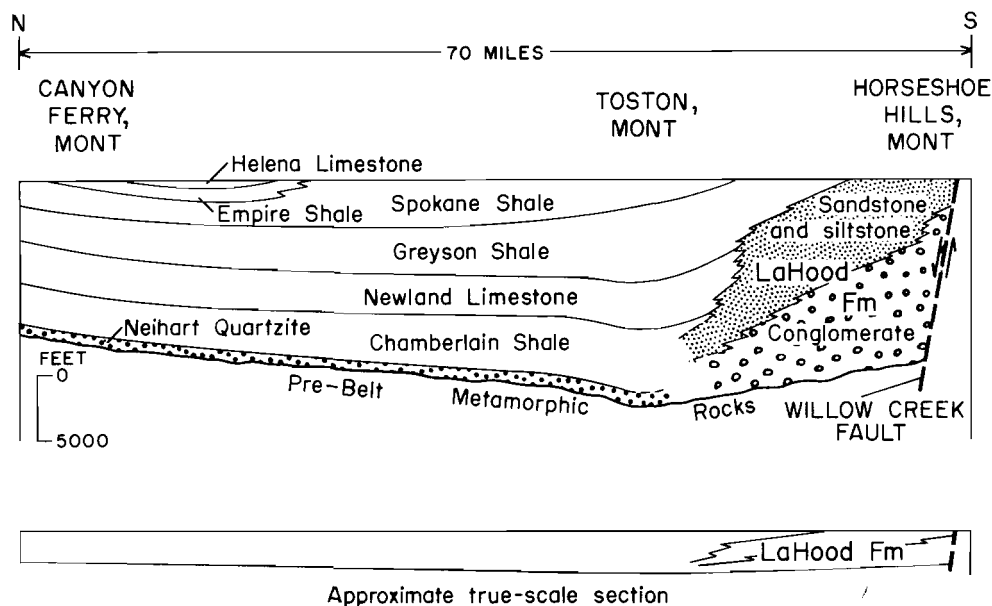 N
S
70 MILES
CANYON
FERRY,
MONT
TOSTON,
MONT
HORSESHOE
HILLS,
MONT
Helena Limestone
Empire Shale
Spokane Shale
Sandstone
and siltstone
Greyson Shale
LaHood
Fm
Newland Limestone
Conglomerate
Neihart Quartzite
Chamberlain Shale
FEET
0
5000
Pre-Belt Metamorphic Rocks
WILLOW CREEK
FAULT
LaHood Fm
Approximate true-scale section